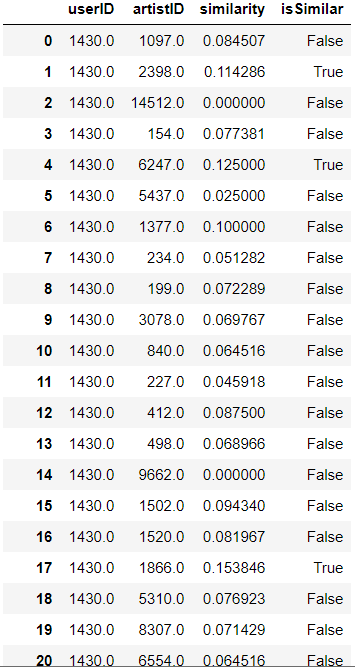 userID artistID similarity isSimilar
0 1430.0 1097.0 0.084507 False
1 1430.0 2398.0 0.114286 True
2 1430.0 14512.0 0.000000 False
3 1430.0 154.0 0.077381 False
4 1430.0 6247.0 0.125000 True
5 1430.0 5437.0 0.025000 False
6 1430.0 1377.0 0.100000 False
7 1430.0 234.0 0.051282 False
8 1430.0 199.0 0.072289 False
9 1430.0 3078.0 0.069767 False
10 1430.0 840.0 0.064516 False
11 1430.0 227.0 0.045918 False
12 1430.0 412.0 0.087500 False
13 1430.0 498.0 0.068966 False
14 1430.0 9662.0 0.000000 False
15 1430.0 1502.0 0.094340 False
16 1430.0 1520.0 0.081967 False
17 1430.0 1866.0 0.153846 True
18 1430.0 5310.0 0.076923 False
19 1430.0 8307.0 0.071429 False
20 1430.0 6554.0 0.064516 False